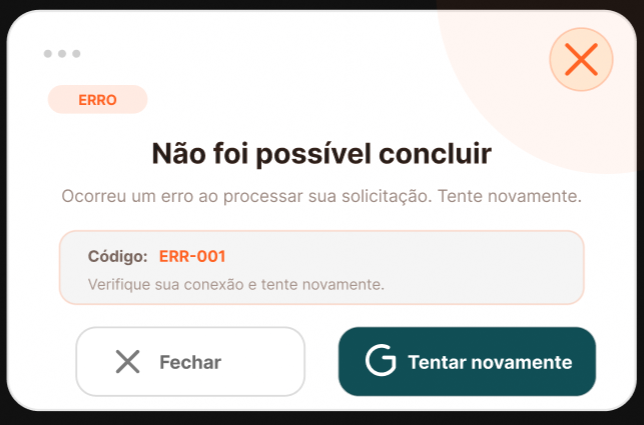 ERRO
Não foi possível concluir
Ocorreu um erro ao processar sua solicitação. Tente novamente.
Código: ERR-001
Verifique sua conexão e tente novamente.
Fechar
Tentar novamente